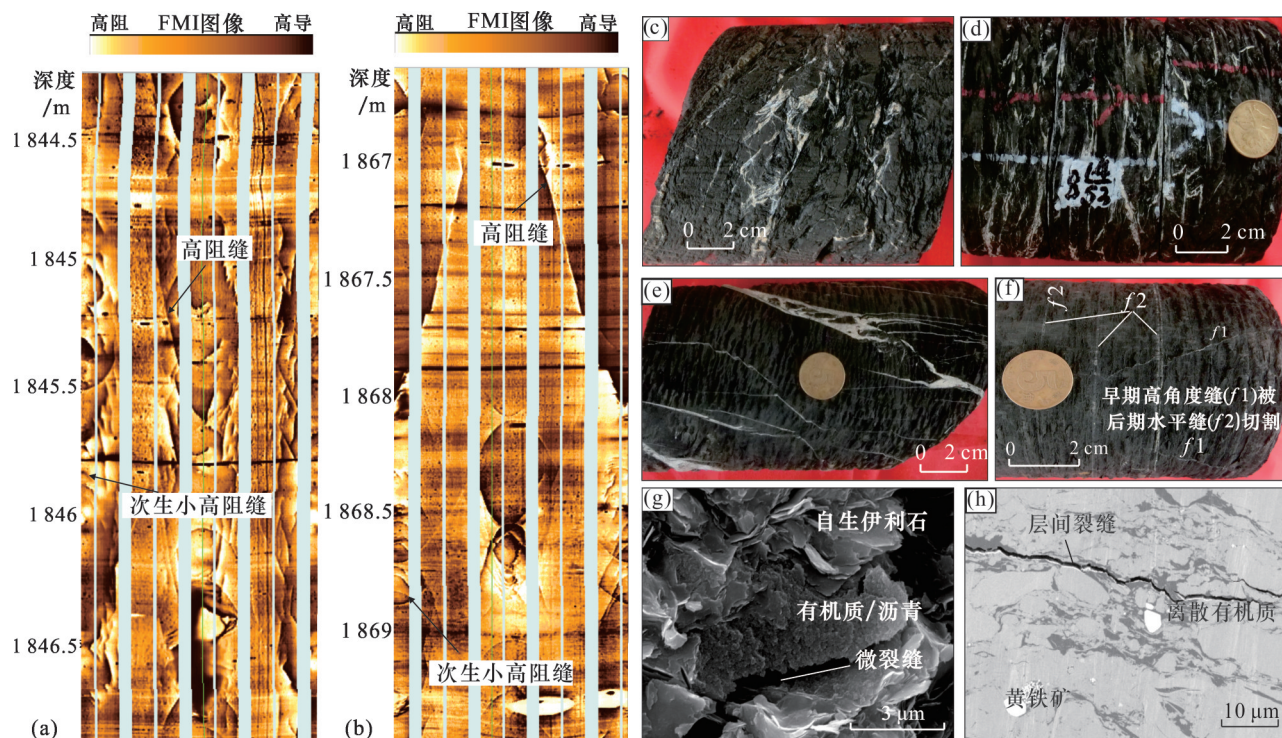 高阻 FMI图像 高导
深度
/m
1 844.5
1 845
1 845.5
1 846
1 846.5
高阻缝
次生小高阻缝
(a)
高阻 FMI图像 高导
深度
/m
1 867
1 867.5
1 868
1 868.5
1 869
高阻缝
次生小高阻缝
(b)
(c)
0 2 cm
(d)
8 14/53
0 2 cm
(e)
0 2 cm
(f)
f2
f2
f1
早期高角度缝(f1)被
后期水平缝(f2)切割
f1
0 2 cm
(g)
自生伊利石
有机质/沥青
微裂缝
3 μm
(h)
层间裂缝
离散有机质
黄铁矿
10 μm